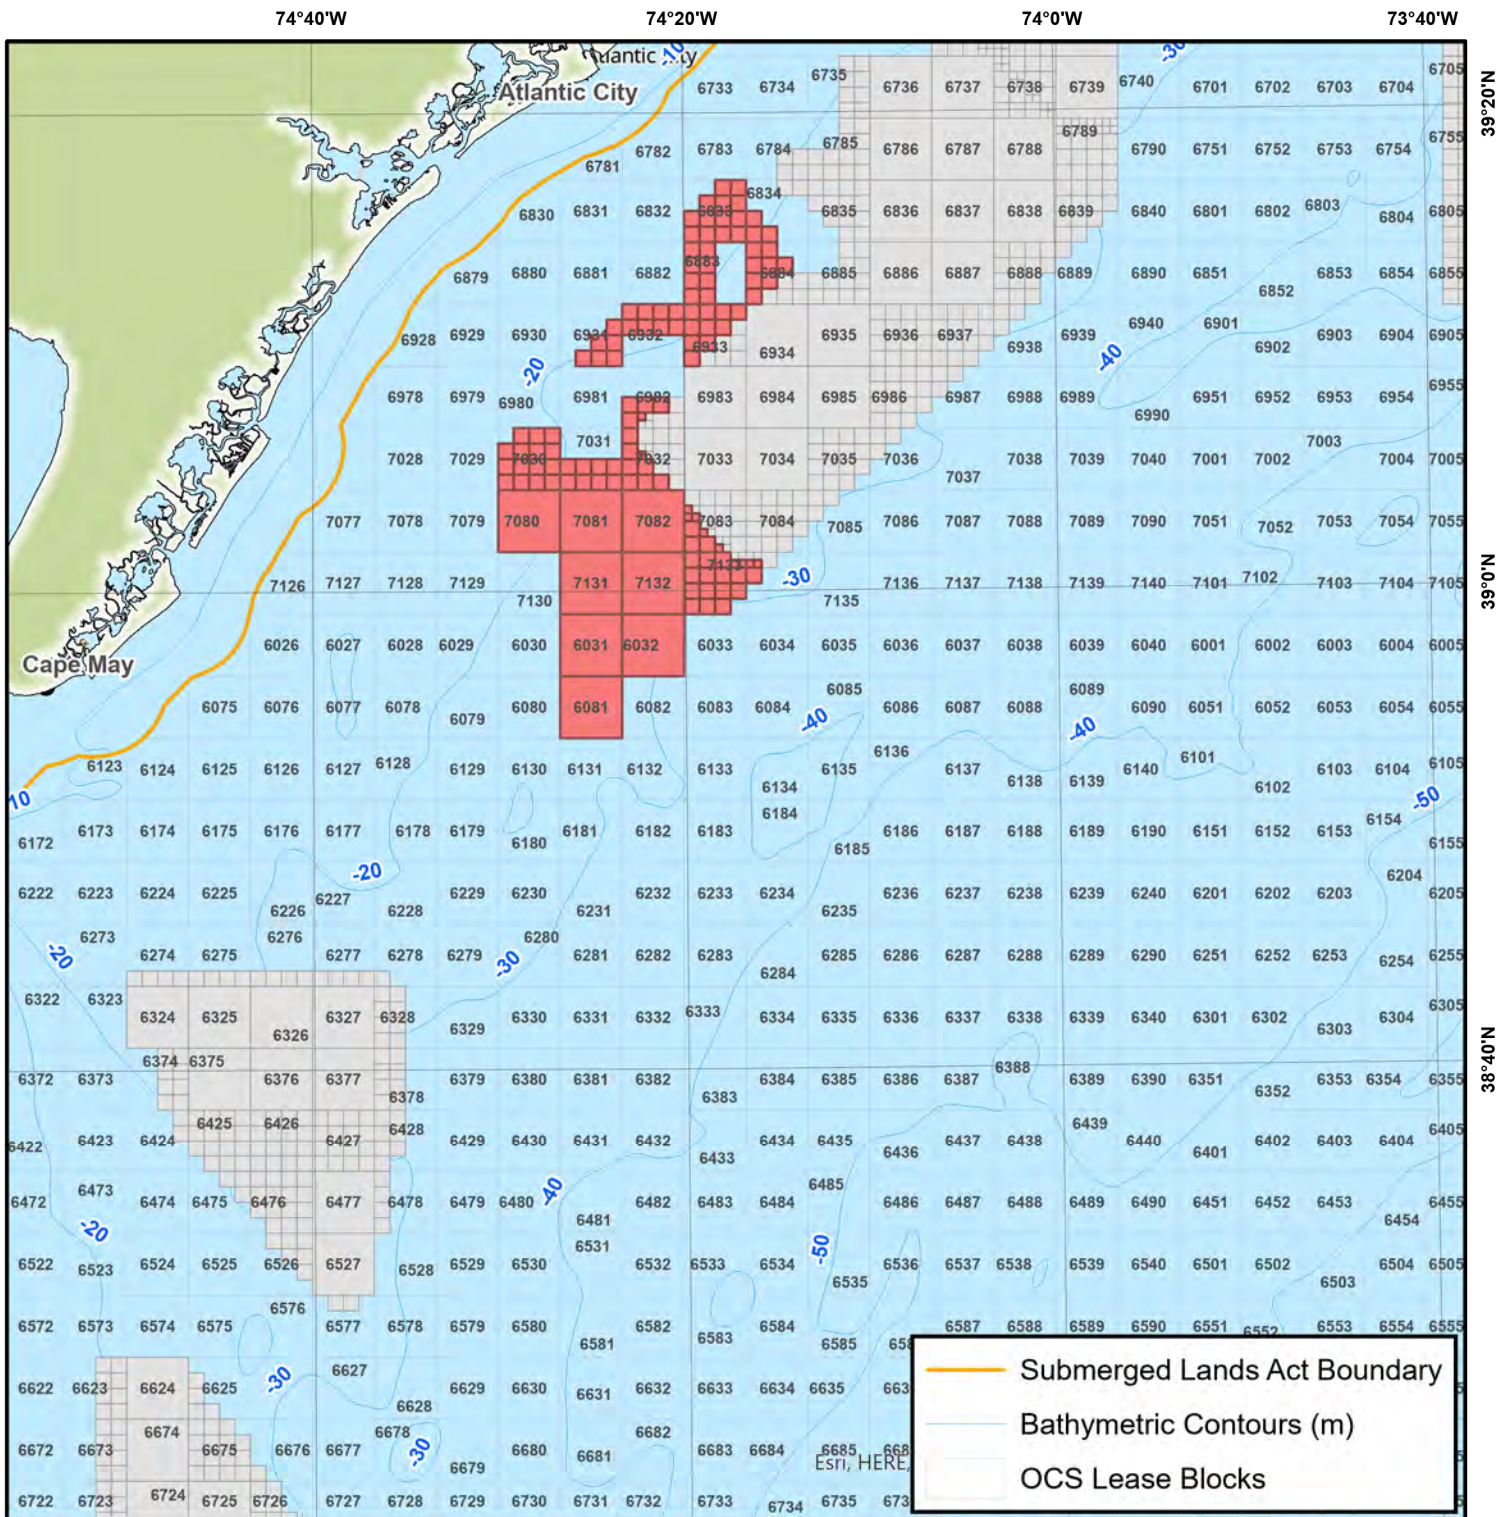 74°40'W 74°20'W 74°0'W 73°40'W
39°20'N
39°0'N
38°40'N
Atlantic City
Cape May
-10 -30
6733 6734 6735 6736 6737 6738 6739 6740 6701 6702 6703 6704 6705
6781 6782 6783 6784 6785 6786 6787 6788 6789 6790 6751 6752 6753 6754 6755
6830 6831 6832 6833 6834 6835 6836 6837 6838 6839 6840 6801 6802 6803 6804 6805
6879 6880 6881 6882 6883 6884 6885 6886 6887 6888 6889 6890 6851 6852 6853 6854 6855
6928 6929 6930 6931 6932 6933 6934 6935 6936 6937 6938 6939 6940 6901 6902 6903 6904 6905
-20 -40
6978 6979 6980 6981 6982 6983 6984 6985 6986 6987 6988 6989 6990 6951 6952 6953 6954 6955
7028 7029 7030 7031 7032 7033 7034 7035 7036 7037 7038 7039 7040 7001 7002 7003 7004 7005
7077 7078 7079 7080 7081 7082 7083 7084 7085 7086 7087 7088 7089 7090 7051 7052 7053 7054 7055
7126 7127 7128 7129 7130 7131 7132 7133 -30 7135 7136 7137 7138 7139 7140 7101 7102 7103 7104 7105
6026 6027 6028 6029 6030 6031 6032 6033 6034 6035 6036 6037 6038 6039 6040 6001 6002 6003 6004 6005
6075 6076 6077 6078 6079 6080 6081 6082 6083 6084 6085 6086 6087 6088 6089 6090 6051 6052 6053 6054 6055
-40 -40
6123 6124 6125 6126 6127 6128 6129 6130 6131 6132 6133 6134 6135 6136 6137 6138 6139 6140 6101 6102 6103 6104 6105
10 -50
6172 6173 6174 6175 6176 6177 6178 6179 6180 6181 6182 6183 6184 6185 6186 6187 6188 6189 6190 6151 6152 6153 6154 6155
-20
6222 6223 6224 6225 6226 6227 6228 6229 6230 6231 6232 6233 6234 6235 6236 6237 6238 6239 6240 6201 6202 6203 6204 6205
-20 -30
6273 6274 6275 6276 6277 6278 6279 6280 6281 6282 6283 6284 6285 6286 6287 6288 6289 6290 6251 6252 6253 6254 6255
6322 6323 6324 6325 6326 6327 6328 6329 6330 6331 6332 6333 6334 6335 6336 6337 6338 6339 6340 6301 6302 6303 6304 6305
6372 6373 6374 6375 6376 6377 6378 6379 6380 6381 6382 6383 6384 6385 6386 6387 6388 6389 6390 6351 6352 6353 6354 6355
6422 6423 6424 6425 6426 6427 6428 6429 6430 6431 6432 6433 6434 6435 6436 6437 6438 6439 6440 6401 6402 6403 6404 6405
6472 6473 6474 6475 6476 6477 6478 6479 6480 -40 6481 6482 6483 6484 6485 6486 6487 6488 6489 6490 6451 6452 6453 6454 6455
-20 -50
6522 6523 6524 6525 6526 6527 6528 6529 6530 6531 6532 6533 6534 6535 6536 6537 6538 6539 6540 6501 6502 6503 6504 6505
6572 6573 6574 6575 6576 6577 6578 6579 6580 6581 6582 6583 6584 6585 6587 6588 6589 6590 6551 6552 6553 6554 6555
-30
6622 6623 6624 6625 6627 6628 6629 6630 6631 6632 6633 6634 6635
6672 6673 6674 6675 6676 6677 6678 -30 6679 6680 6681 6682 6683 6684 6685
Esri, HERE,
6722 6723 6724 6725 6726 6727 6728 6729 6730 6731 6732 6733 6734 6735
Submerged Lands Act Boundary
Bathymetric Contours (m)
OCS Lease Blocks